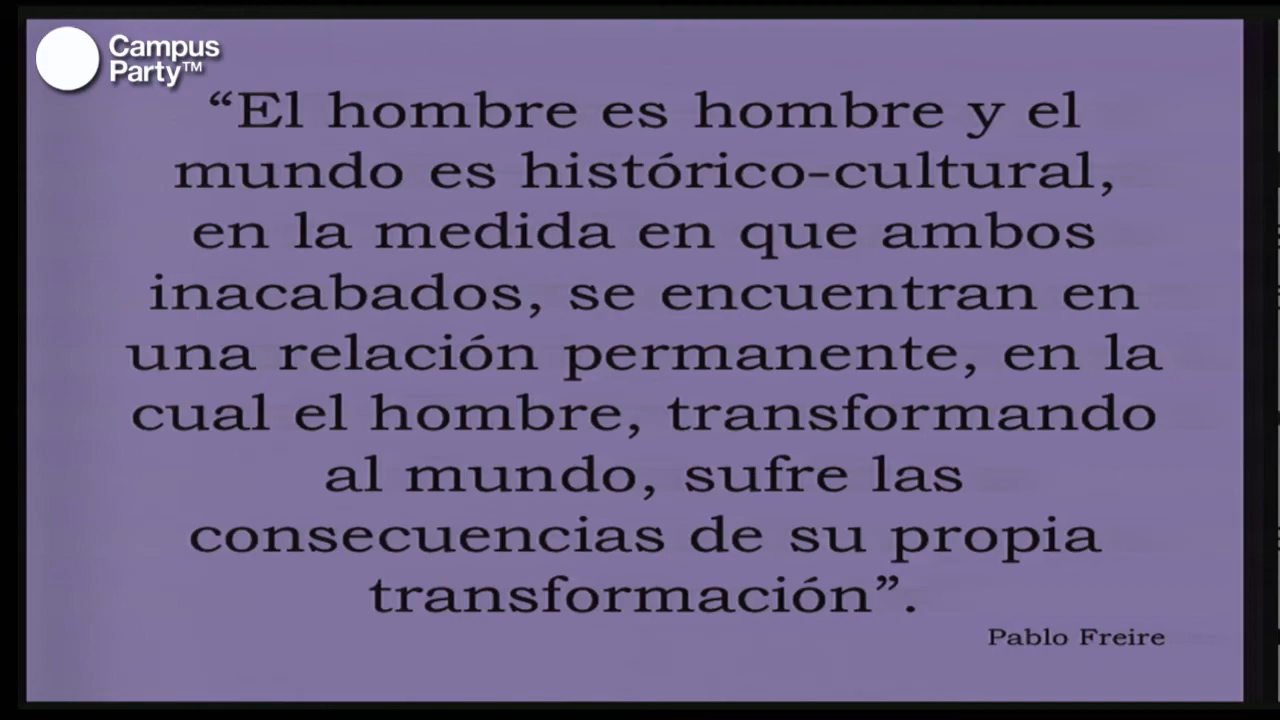 Campus
Party™
“El hombre es hombre y el
mundo es histórico-cultural,
en la medida en que ambos
inacabados, se encuentran en
una relación permanente, en la
cual el hombre, transformando
al mundo, sufre las
consecuencias de su propia
transformación”.
Pablo Freire